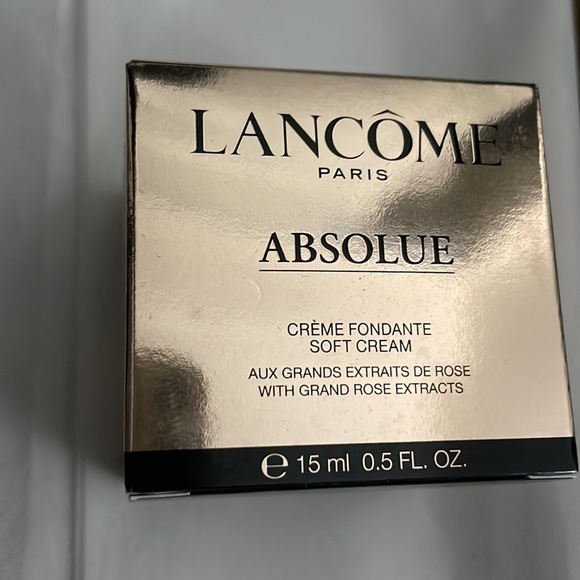 LANCÔME
PARIS
ABSOLUE
CRÈME FONDANTE
SOFT CREAM
AUX GRANDS EXTRAITS DE ROSE
WITH GRAND ROSE EXTRACTS
℮ 15 ml 0.5 FL. OZ.